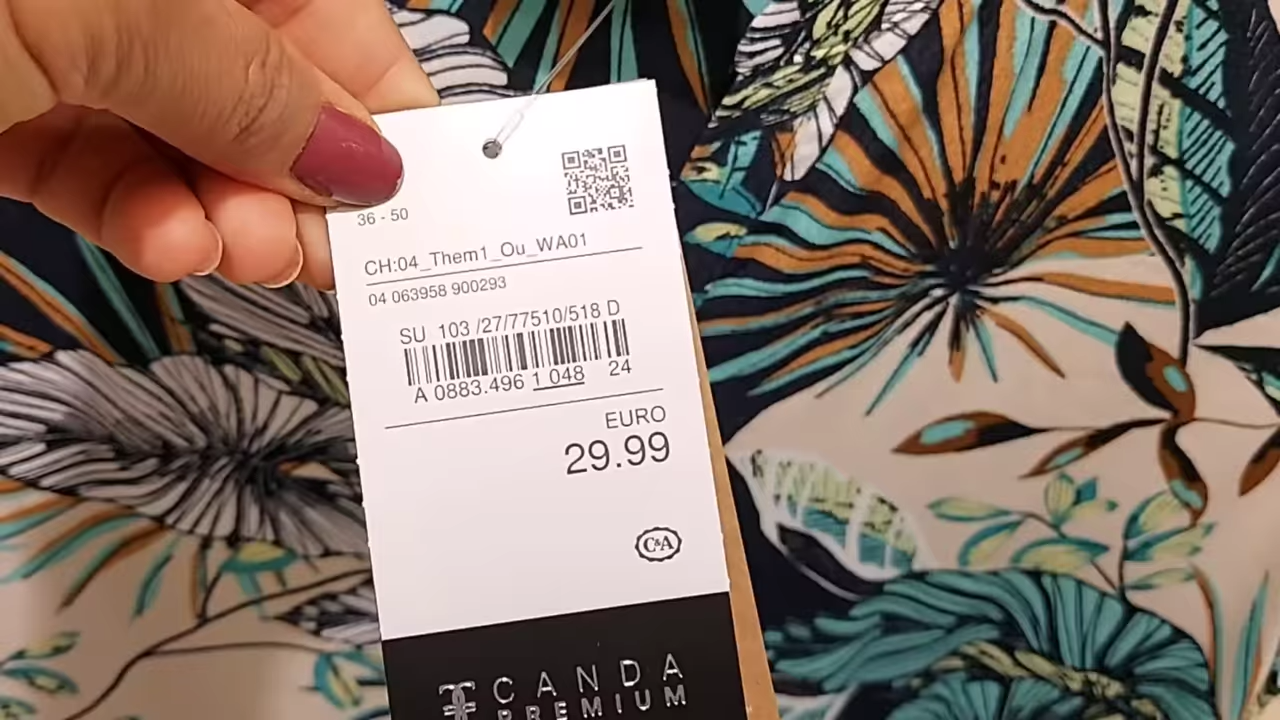 36 - 50
CH:04_Them1_Ou_WA01
04 063958 900293
SU 103 /27/77510/518 D
A 0883.496 1 048 24
EURO
29.99
C&A
CANDA
PREMIUM